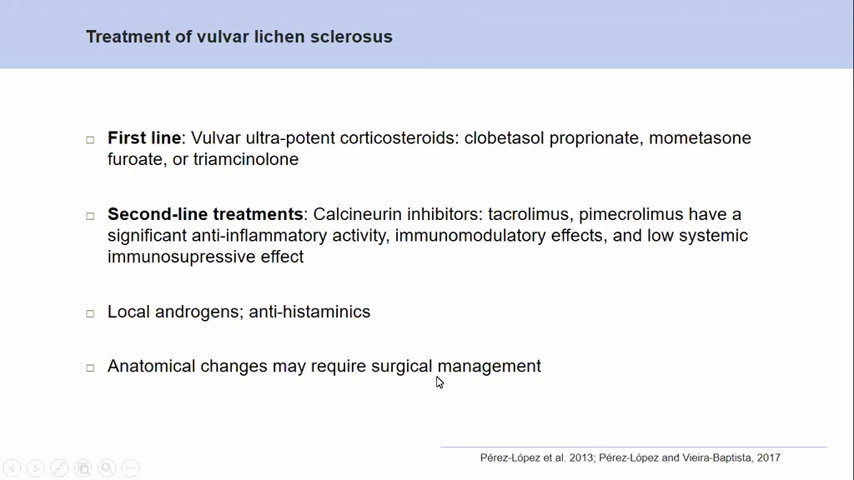 Treatment of vulvar lichen sclerosus
First line: Vulvar ultra-potent corticosteroids: clobetasol proprionate, mometasone
furoate, or triamcinolone
Second-line treatments: Calcineurin inhibitors: tacrolimus, pimecrolimus have a
significant anti-inflammatory activity, immunomodulatory effects, and low systemic
immunosupressive effect
Local androgens; anti-histaminics
Anatomical changes may require surgical management
Pérez-López et al. 2013; Pérez-López and Vieira-Baptista, 2017